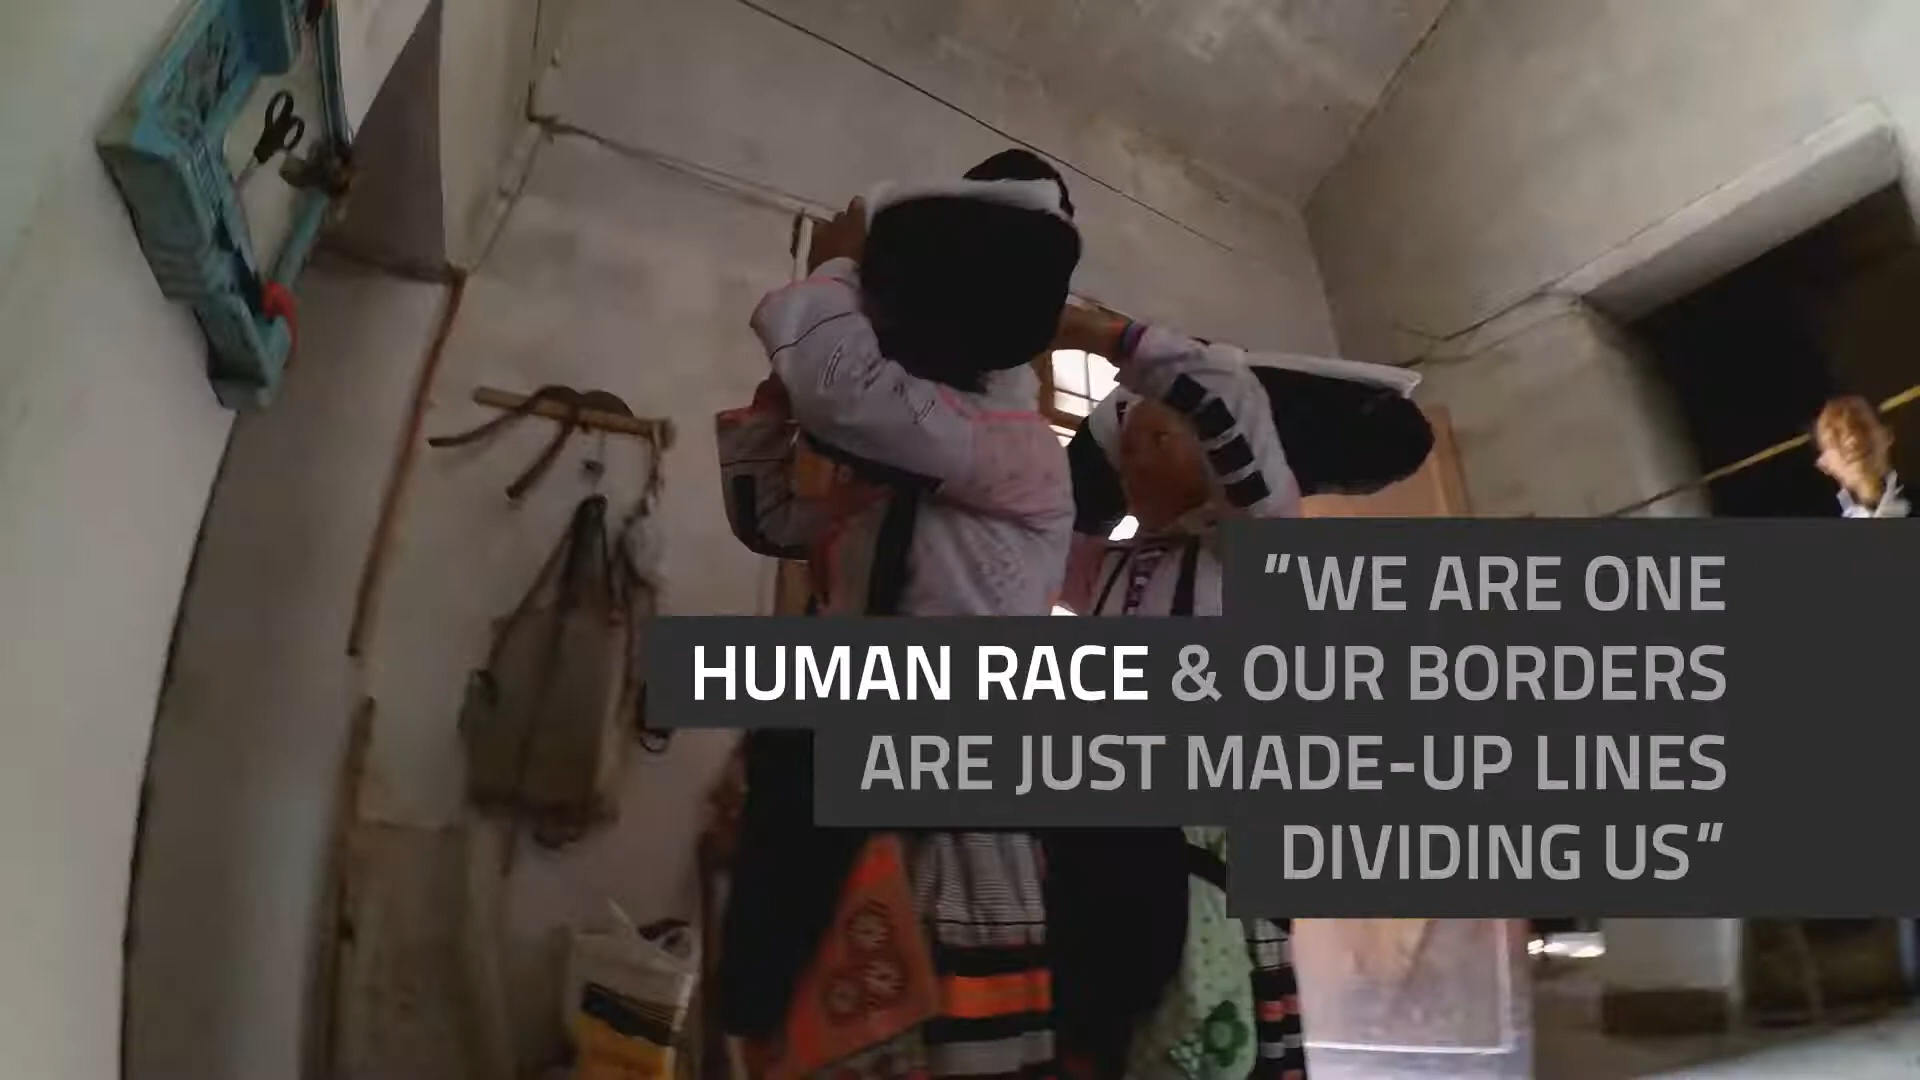 "WE ARE ONE
HUMAN RACE & OUR BORDERS
ARE JUST MADE-UP LINES
DIVIDING US"